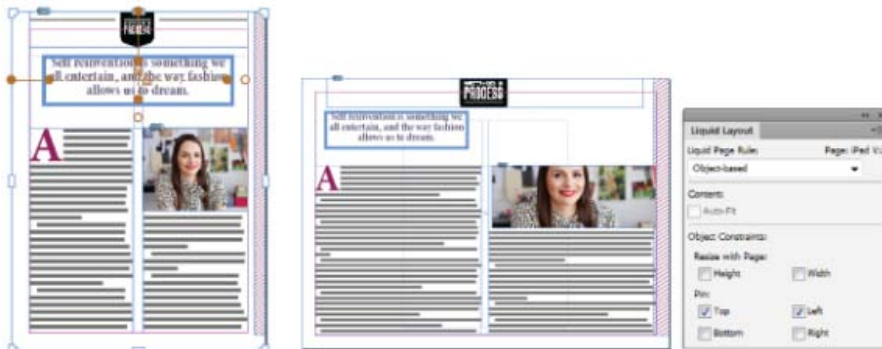 PROCESS
Self reinvention is something we
all entertain, and the way fashion
allows us to dream.
A
PROCESS
Self reinvention is something we
all entertain, and the way fashion
allows us to dream.
A
Liquid Layout
Liquid Page Rule: Page: iPad V
Object-based
Content:
Auto-Fit
Object Constraints:
Resize with Page:
Height Width
Pin:
Top Left
Bottom Right